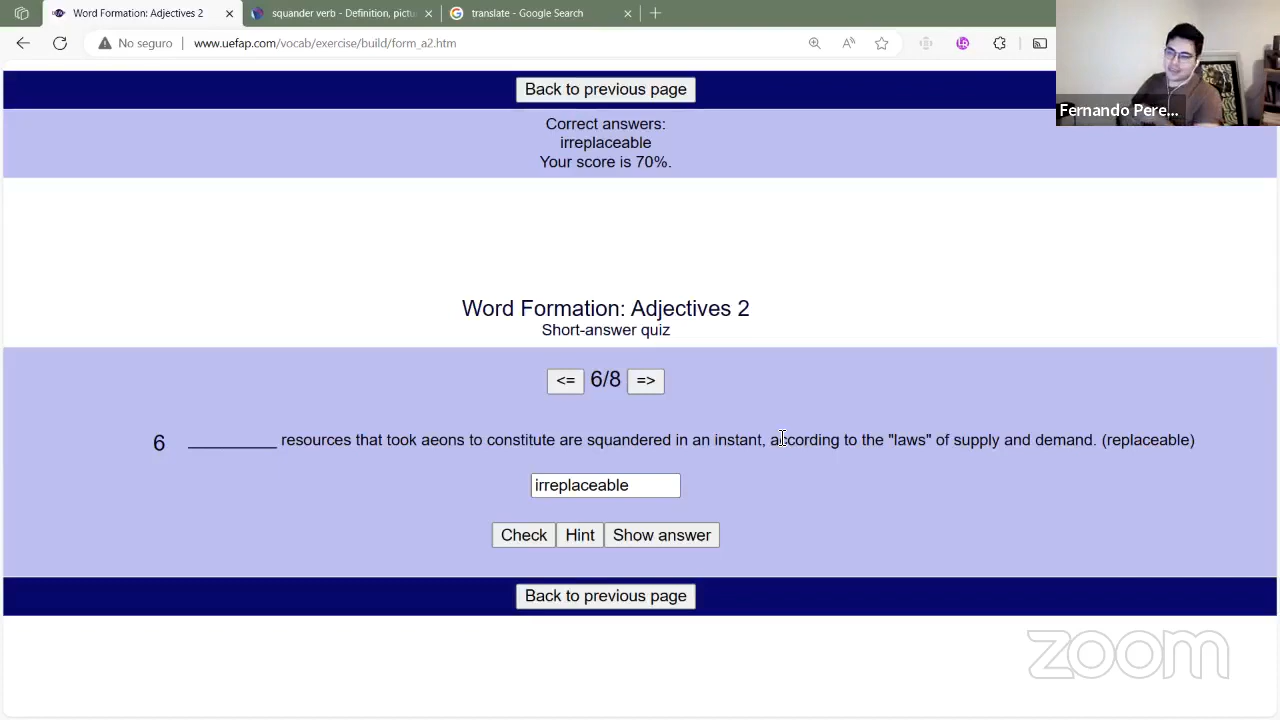 Word Formation: Adjectives 2
squander verb - Definition, pictu
translate - Google Search
No seguro
www.uefap.com/vocab/exercise/build/form_a2.htm
Fernando Pere...
Back to previous page
Correct answers:
irreplaceable
Your score is 70%.
Word Formation: Adjectives 2
Short-answer quiz
<= 6/8 =>
6 __________ resources that took aeons to constitute are squandered in an instant, according to the "laws" of supply and demand. (replaceable)
irreplaceable
Check Hint Show answer
Back to previous page
zoom